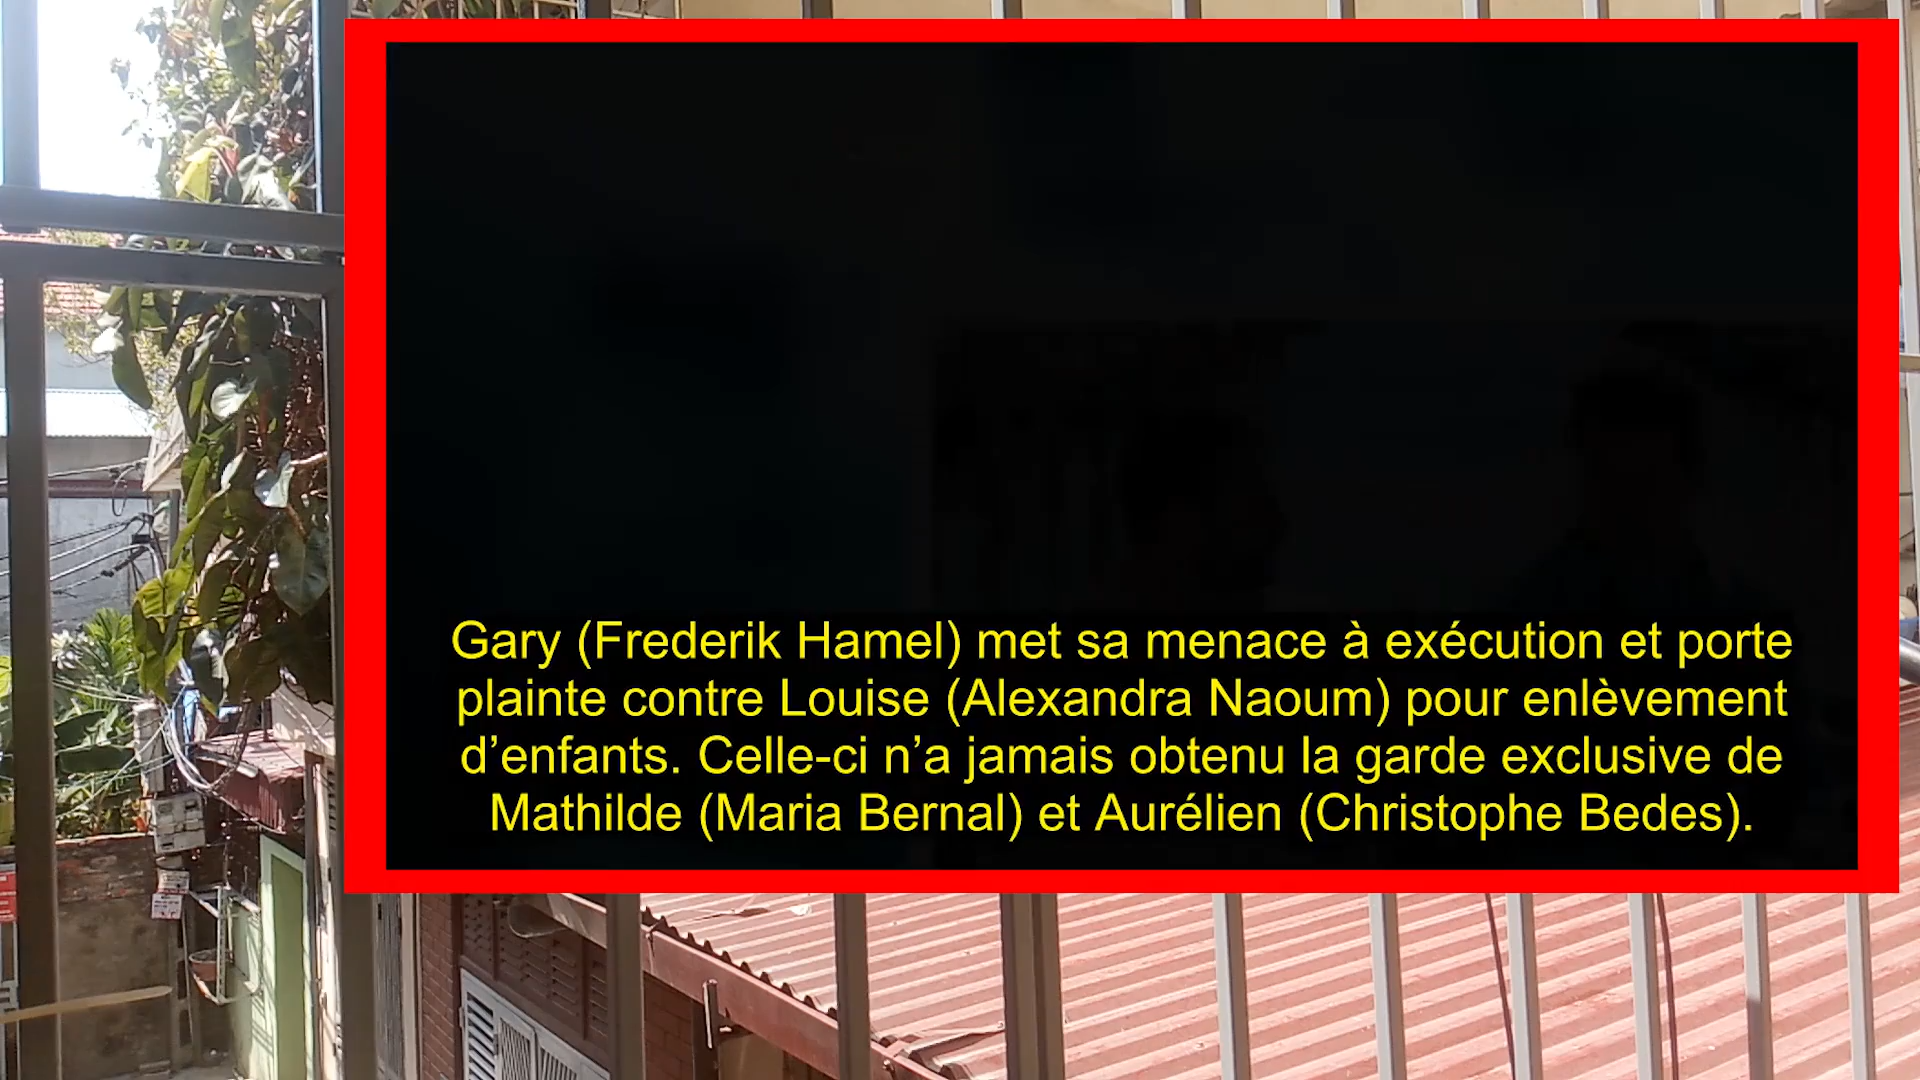 Gary (Frederik Hamel) met sa menace à exécution et porte
plainte contre Louise (Alexandra Naoum) pour enlèvement
d’enfants. Celle-ci n’a jamais obtenu la garde exclusive de
Mathilde (Maria Bernal) et Aurélien (Christophe Bedes).